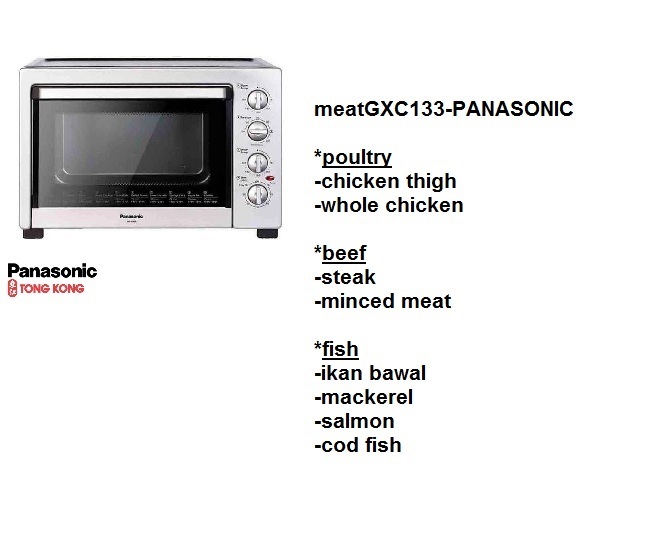 Panasonic
Panasonic
TONG KONG
meatGXC133-PANASONIC
*poultry
-chicken thigh
-whole chicken
*beef
-steak
-minced meat
*fish
-ikan bawal
-mackerel
-salmon
-cod fish